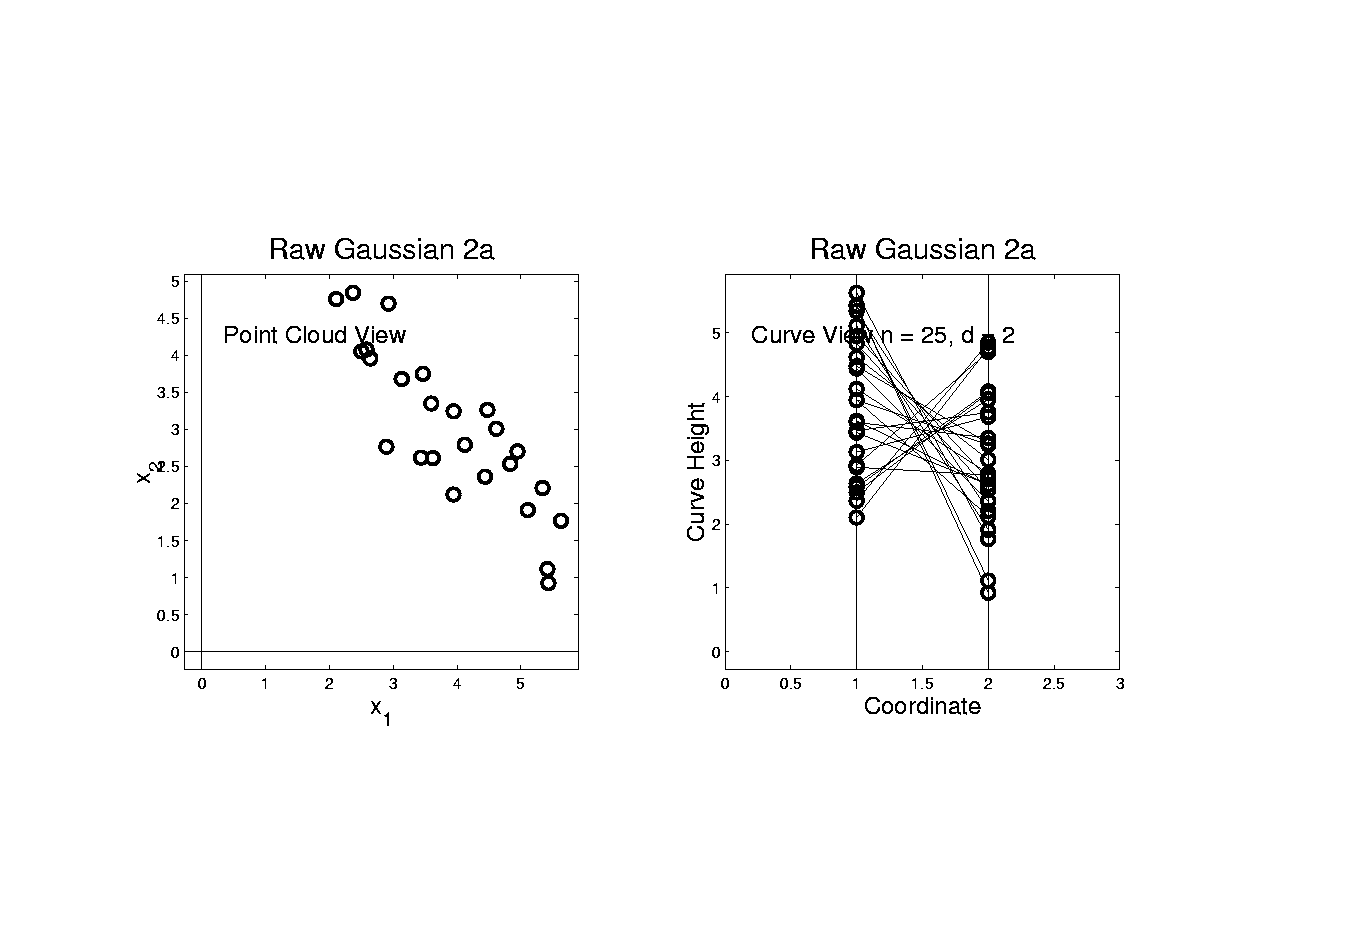 Raw Gaussian 2a
Point Cloud View
x_2
5
4.5
4
3.5
3
2.5
2
1.5
1
0.5
0
0 1 2 3 4 5
x_1
Raw Gaussian 2a
Curve View n = 25, d = 2
Curve Height
5
4
3
2
1
0
0 0.5 1 1.5 2 2.5 3
Coordinate